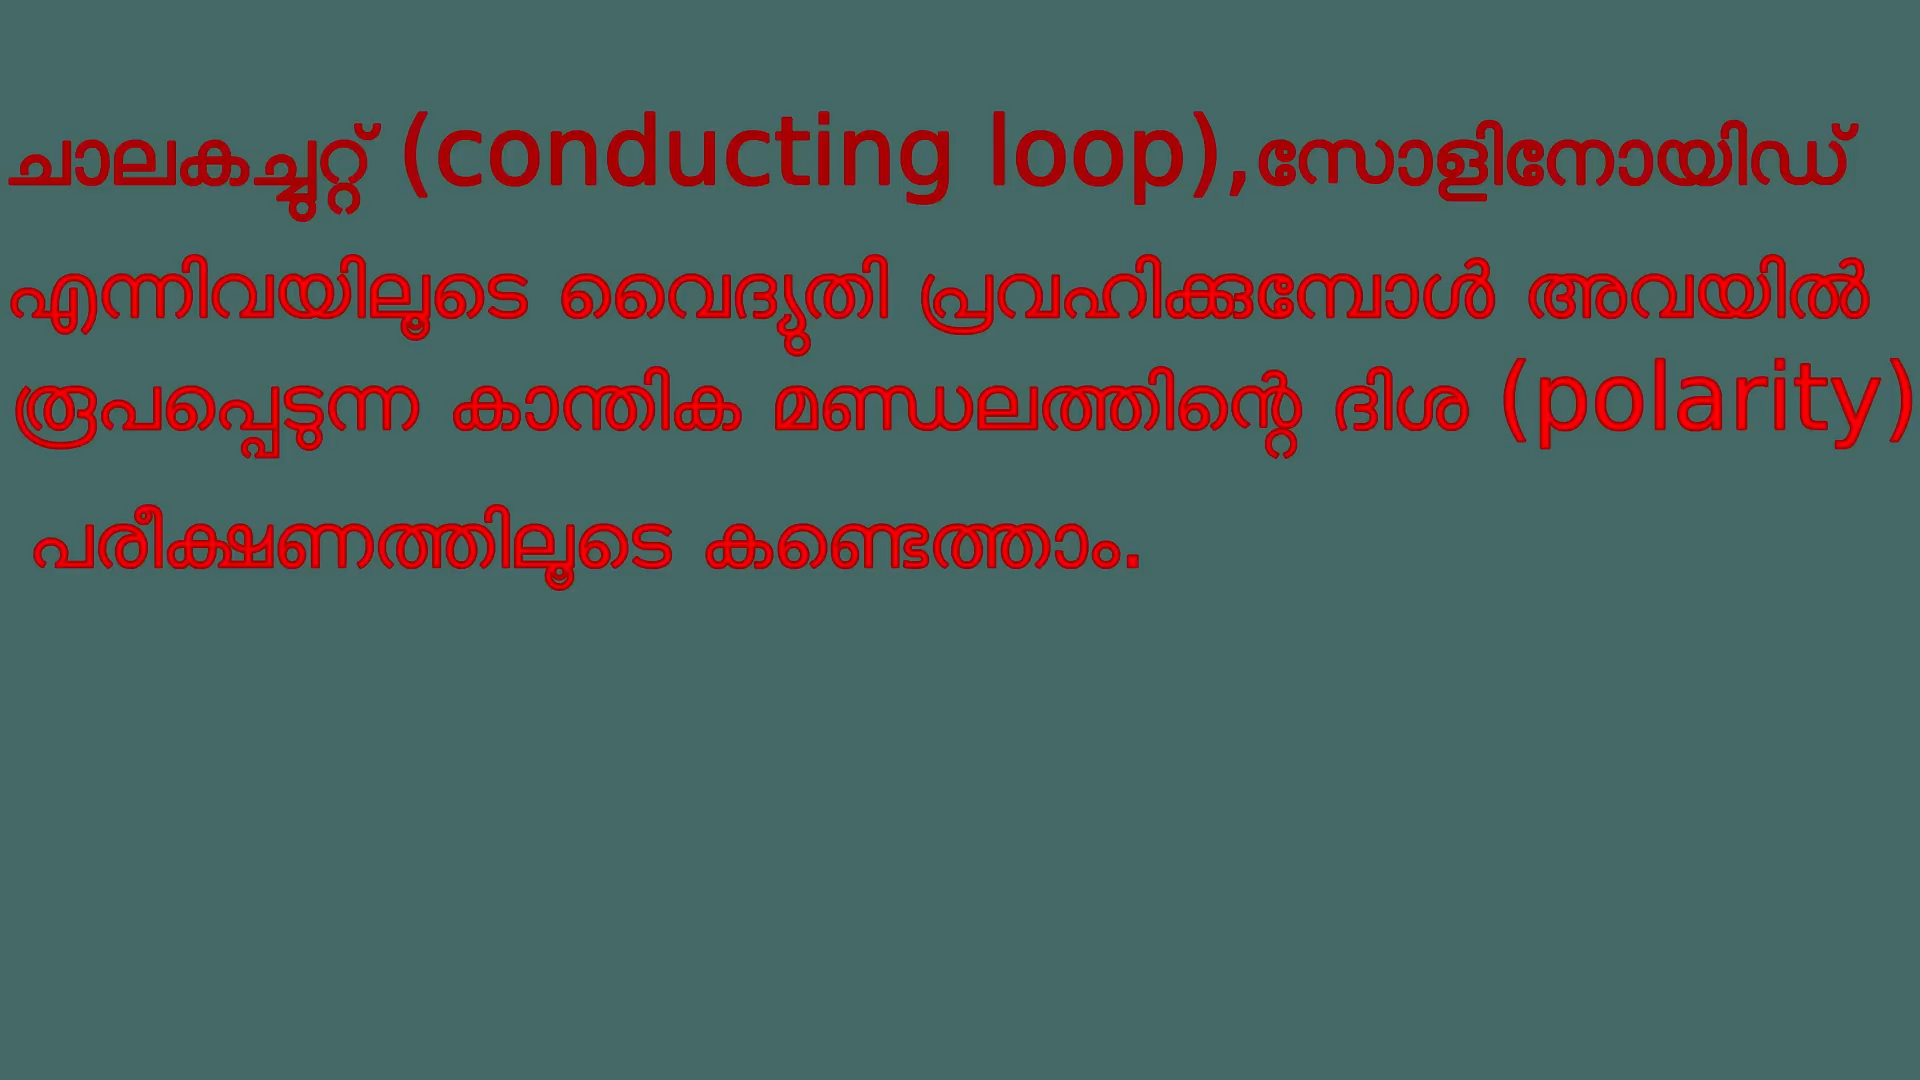 ചാലകച്ചുറ്റ് (conducting loop),സോളിനോയിഡ്
എന്നിവയിലൂടെ വൈദ്യുതി പ്രവഹിക്കുമ്പോൾ അവയിൽ
രൂപപ്പെടുന്ന കാന്തിക മണ്ഡലത്തിന്റെ ദിശ (polarity)
പരീക്ഷണത്തിലൂടെ കണ്ടെത്താം.